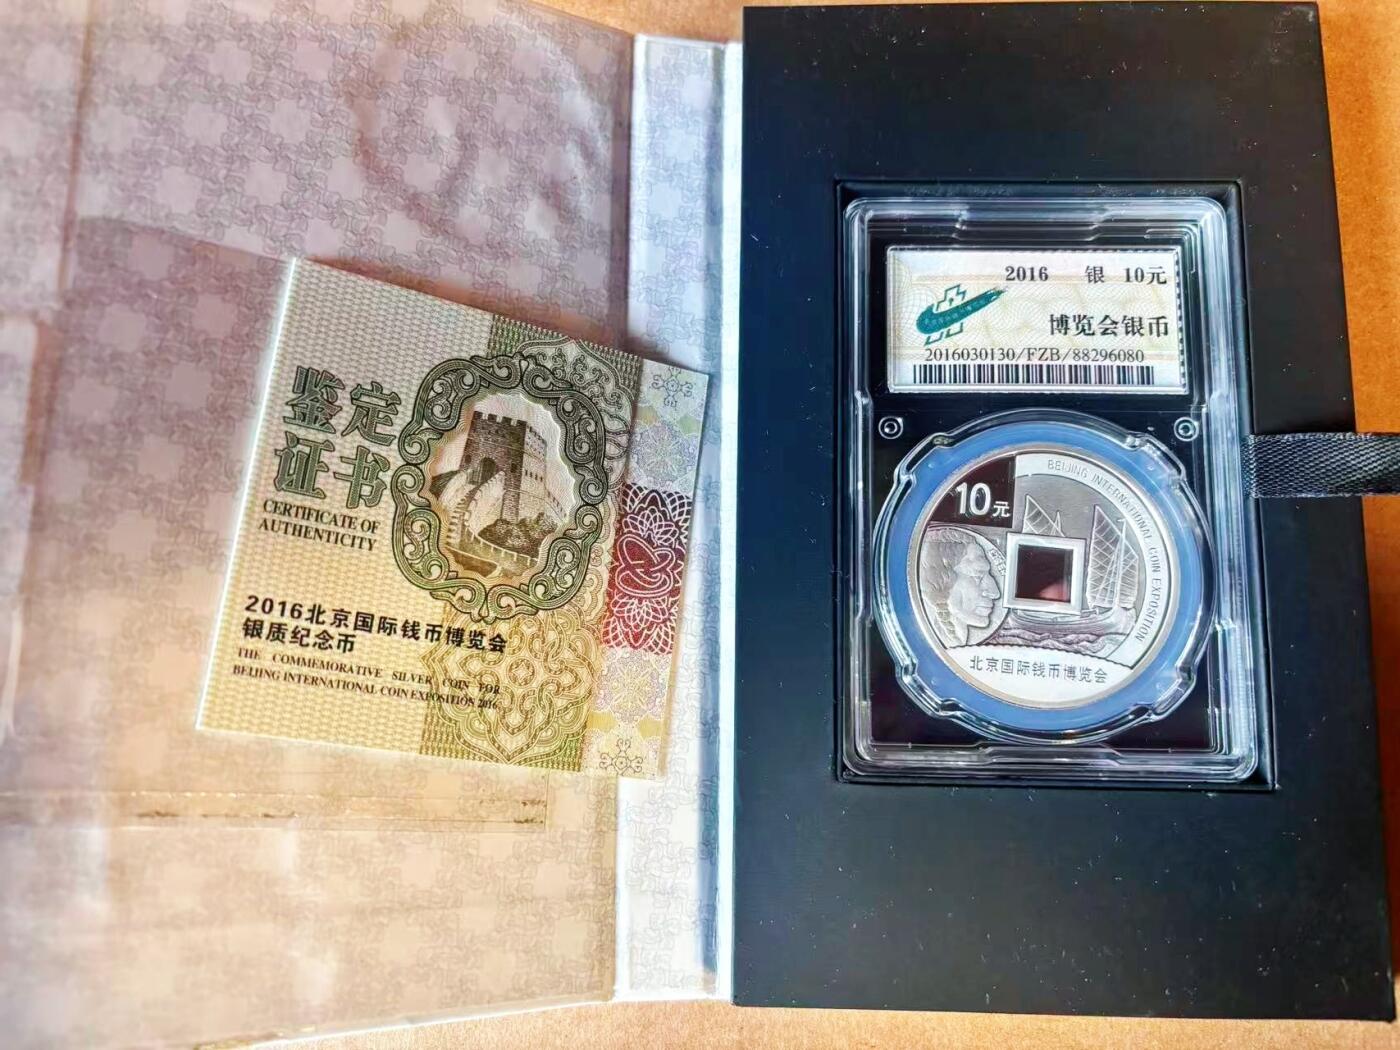 鉴定
证书
CERTIFICATE OF
AUTHENTICITY
2016北京国际钱币博览会
银质纪念币
THE COMMEMORATIVE SILVER COIN FOR
BEIJING INTERNATIONAL COIN EXPOSITION 2016
2016 银 10元
博览会银币
2016030130/FZB/88296080
10元
BEIJING INTERNATIONAL COIN EXPOSITION
北京国际钱币博览会